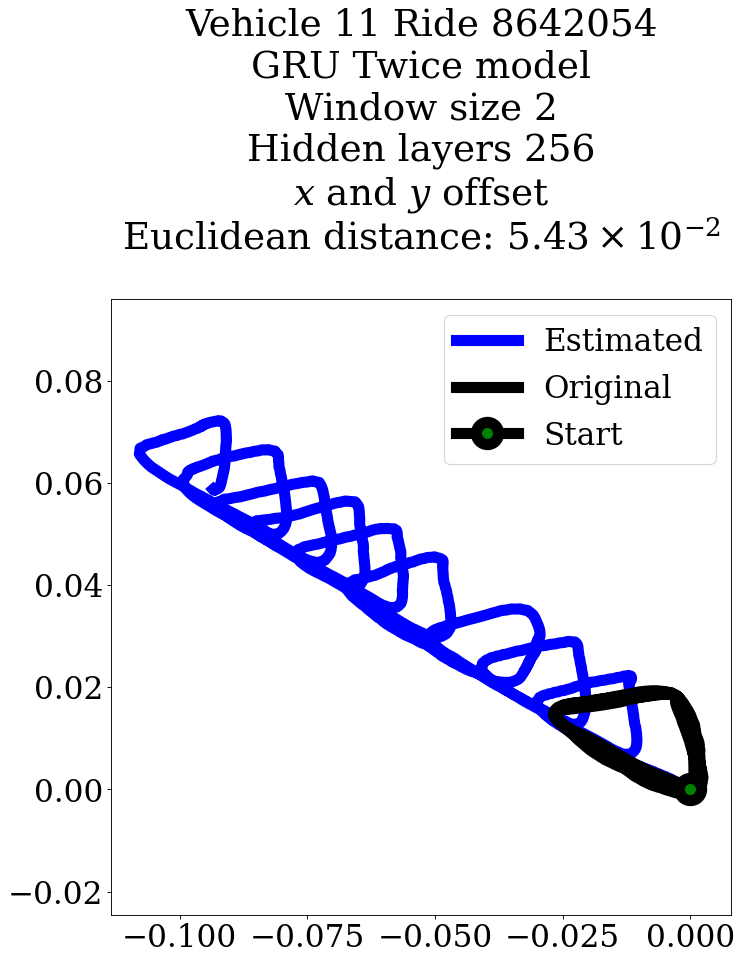 Vehicle 11 Ride 8642054
GRU Twice model
Window size 2
Hidden layers 256
x and y offset
Euclidean distance: 5.43 × 10⁻²
Estimated
Original
Start
0.08
0.06
0.04
0.02
0.00
−0.02
−0.100 −0.075 −0.050 −0.025 0.000